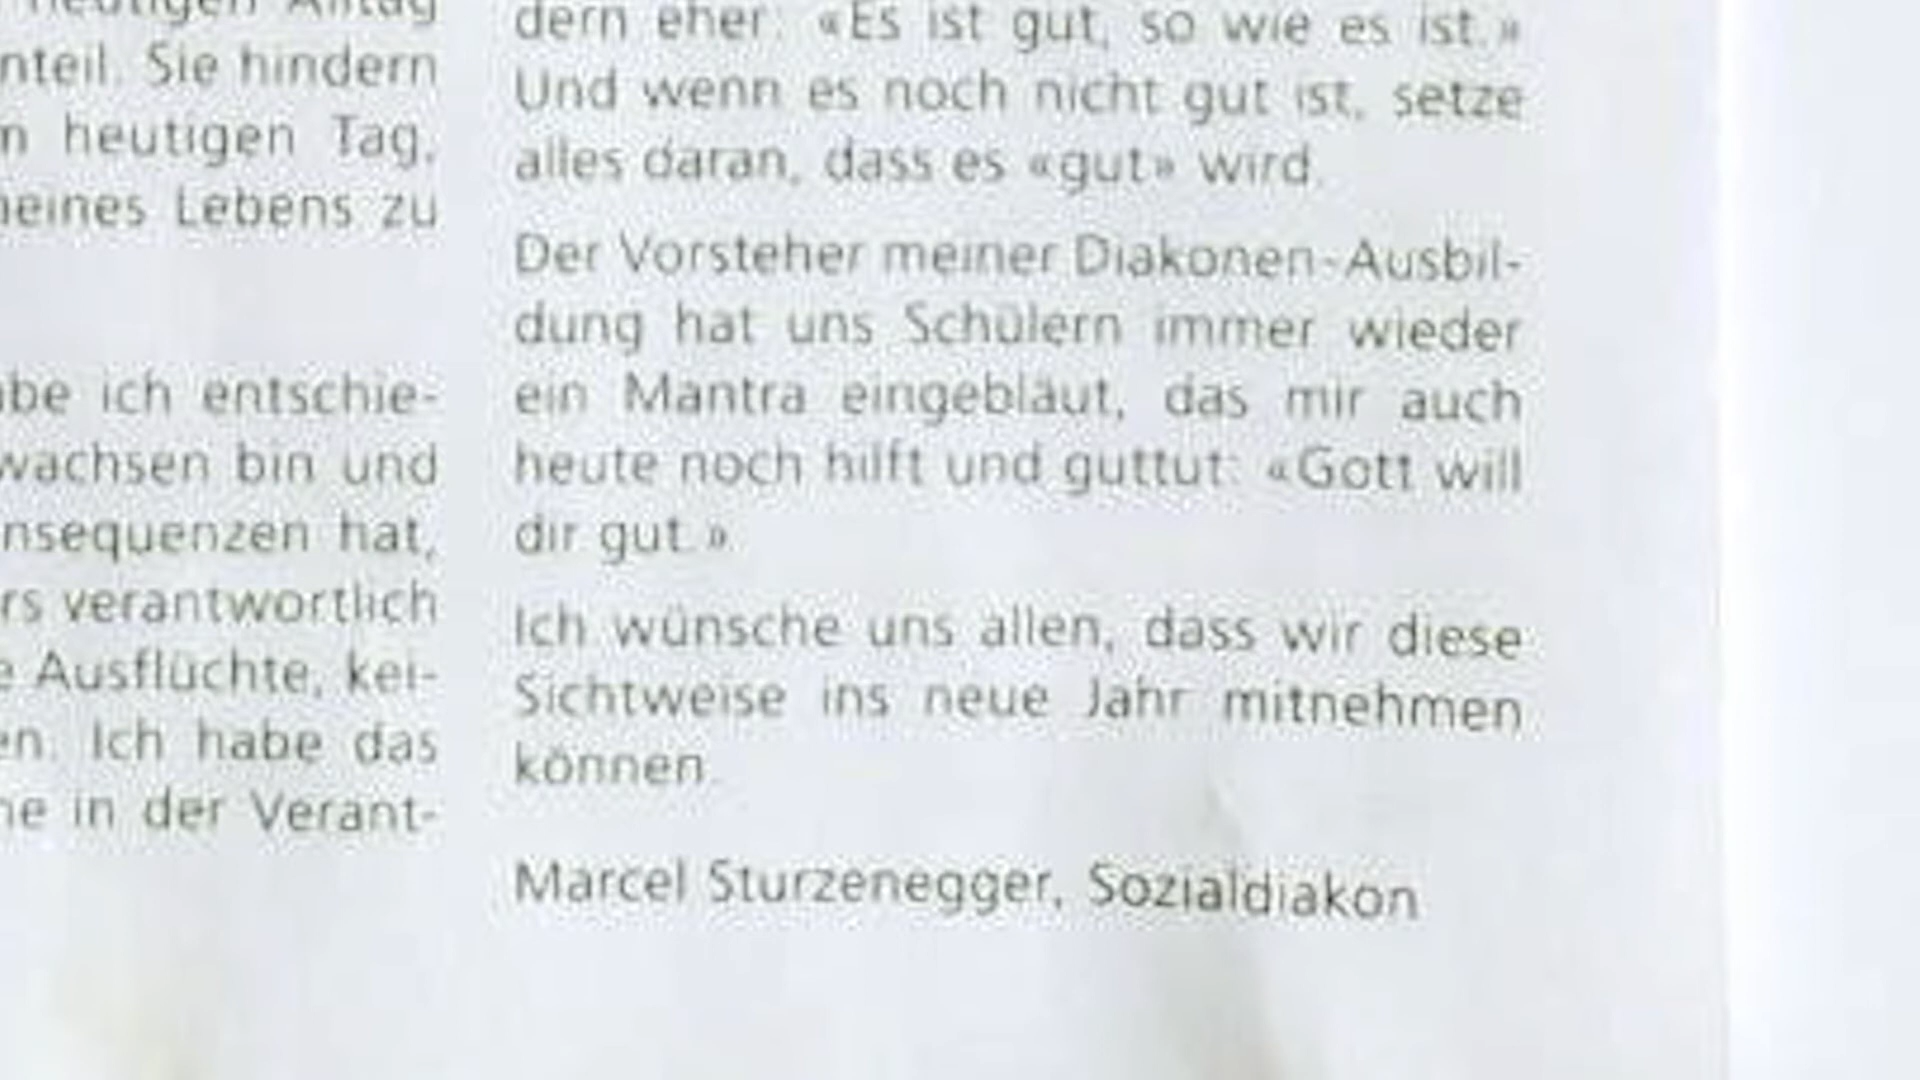 heutigen Alltag
nteil. Sie hindern
heutigen Tag,
meines Lebens zu
abe ich entschie-
wachsen bin und
nsequenzen hat,
rs verantwortlich
e Ausflüchte, kei-
en. Ich habe das
ne in der Verant-
dern eher: «Es ist gut, so wie es ist.»
Und wenn es noch nicht gut ist, setze
alles daran, dass es «gut» wird.
Der Vorsteher meiner Diakonen-Ausbil-
dung hat uns Schülern immer wieder
ein Mantra eingebläut, das mir auch
heute noch hilft und guttut: «Gott will
dir gut.»
Ich wünsche uns allen, dass wir diese
Sichtweise ins neue Jahr mitnehmen
können.
Marcel Sturzenegger, Sozialdiakon